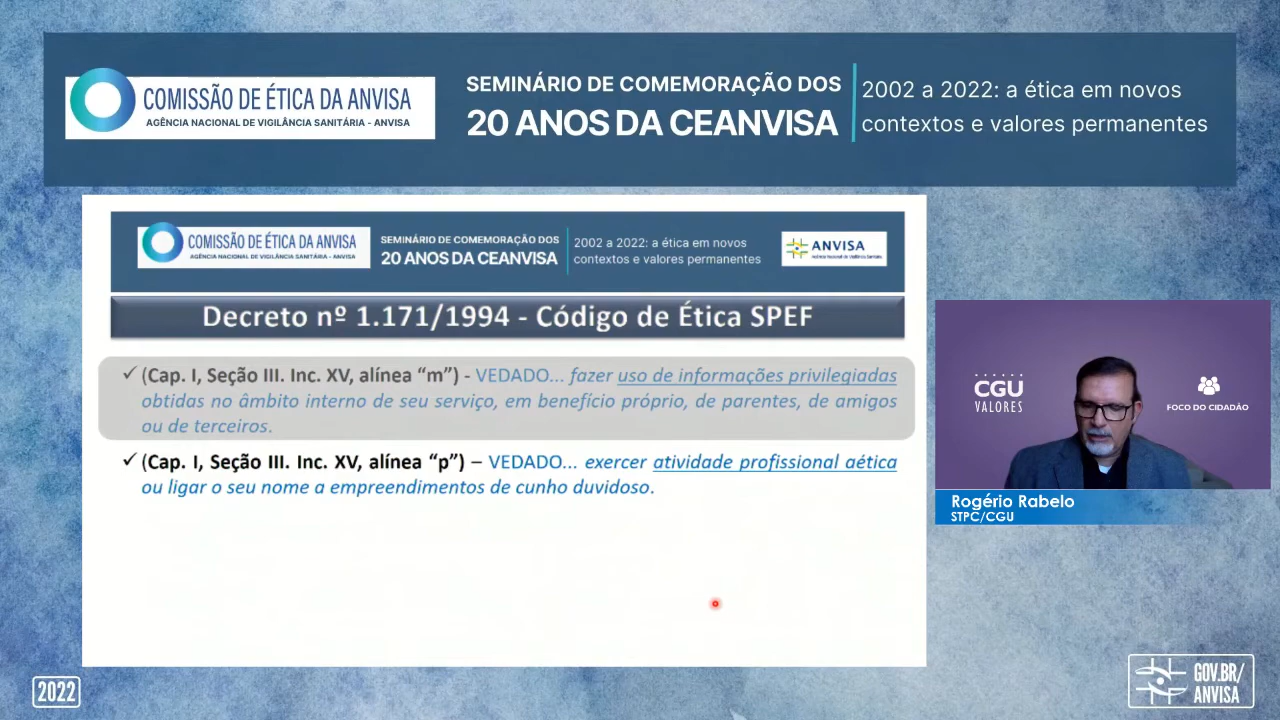 COMISSÃO DE ÉTICA DA ANVISA
AGÊNCIA NACIONAL DE VIGILÂNCIA SANITÁRIA - ANVISA
SEMINÁRIO DE COMEMORAÇÃO DOS
20 ANOS DA CEANVISA
2002 a 2022: a ética em novos
contextos e valores permanentes
COMISSÃO DE ÉTICA DA ANVISA
AGÊNCIA NACIONAL DE VIGILÂNCIA SANITÁRIA - ANVISA
SEMINÁRIO DE COMEMORAÇÃO DOS
20 ANOS DA CEANVISA
2002 a 2022: a ética em novos
contextos e valores permanentes
ANVISA
Agência Nacional de Vigilância Sanitária
Decreto nº 1.171/1994 - Código de Ética SPEF
✓ (Cap. I, Seção III. Inc. XV, alínea “m”) - VEDADO... fazer uso de informações privilegiadas
obtidas no âmbito interno de seu serviço, em benefício próprio, de parentes, de amigos
ou de terceiros.
✓ (Cap. I, Seção III. Inc. XV, alínea “p”) – VEDADO... exercer atividade profissional aética
ou ligar o seu nome a empreendimentos de cunho duvidoso.
CGU
VALORES
FOCO DO CIDADÃO
Rogério Rabelo
STPC/CGU
2022
GOV.BR/
ANVISA